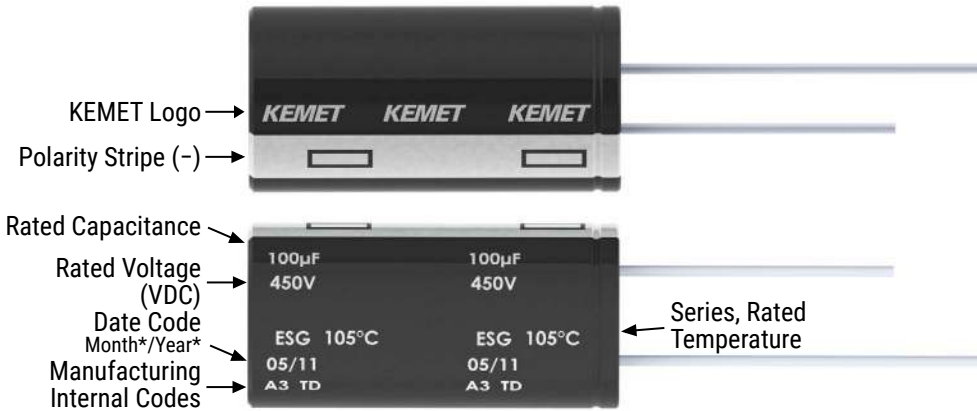 KEMET Logo
KEMET KEMET KEMET
Polarity Stripe (−)
Rated Capacitance
100µF 100µF
Rated Voltage
(VDC)
450V 450V
Series, Rated
Temperature
ESG 105°C ESG 105°C
Date Code
Month*/Year*
05/11 05/11
Manufacturing
Internal Codes
A3 TD A3 TD